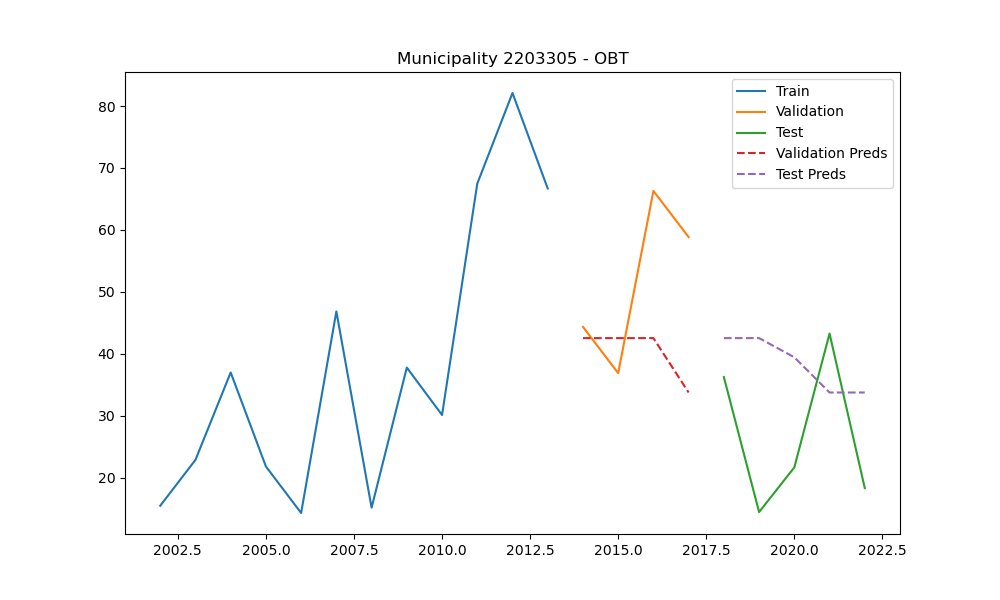 Municipality 2203305 - OBT
Train
Validation
Test
Validation Preds
Test Preds
80
70
60
50
40
30
20
2002.5 2005.0 2007.5 2010.0 2012.5 2015.0 2017.5 2020.0 2022.5